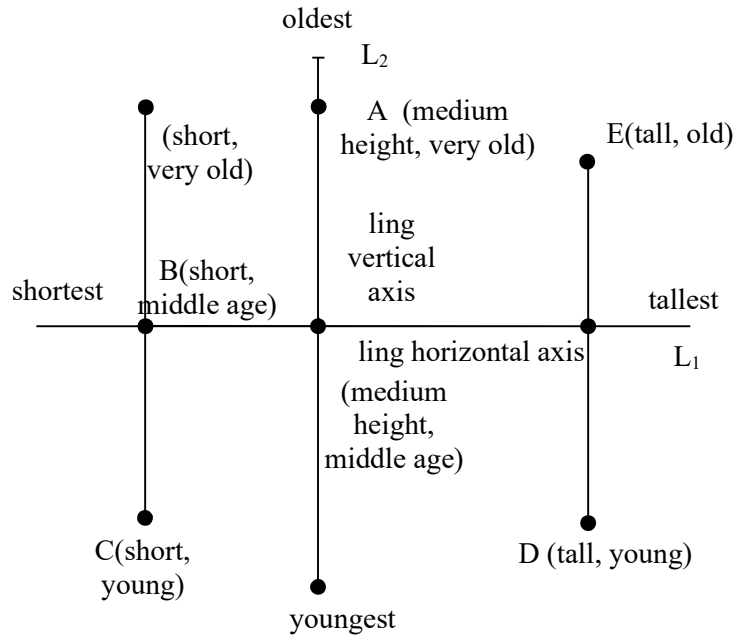 oldest
L₂
(short,
very old)
A (medium
height, very old)
E(tall, old)
ling
vertical
axis
B(short,
middle age)
shortest
tallest
ling horizontal axis
L₁
(medium
height,
middle age)
C(short,
young)
D (tall, young)
youngest